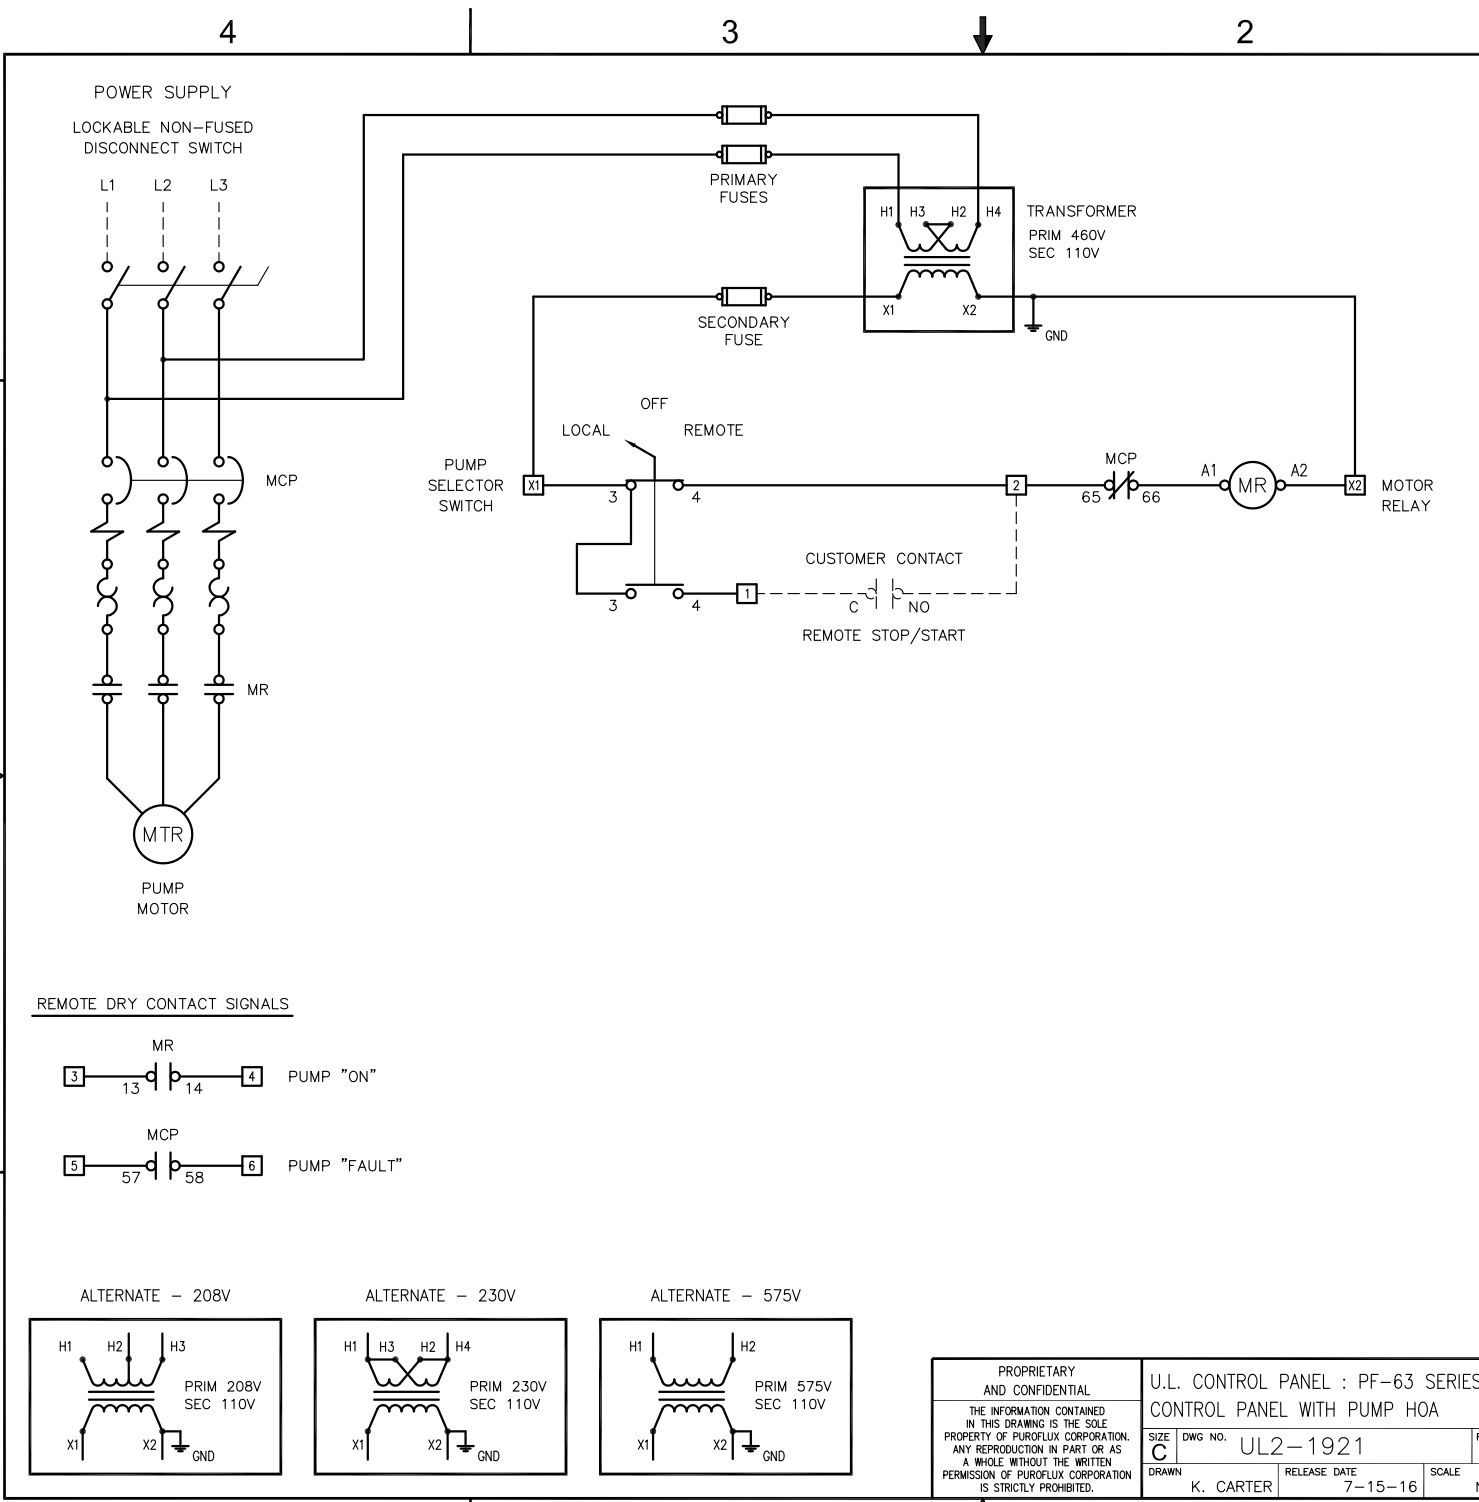 4
3
2
POWER SUPPLY
LOCKABLE NON-FUSED
DISCONNECT SWITCH
L1
L2
L3
PRIMARY
FUSES
H1
H3
H2
H4
TRANSFORMER
PRIM 460V
SEC 110V
X1
X2
SECONDARY
FUSE
GND
OFF
LOCAL
REMOTE
MCP
PUMP
SELECTOR
SWITCH
X1
3
4
2
MCP
65
66
A1
MR
A2
X2
MOTOR
RELAY
CUSTOMER CONTACT
3
4
1
C
NO
REMOTE STOP/START
MR
MTR
PUMP
MOTOR
REMOTE DRY CONTACT SIGNALS
MR
3
13
14
4
PUMP "ON"
MCP
5
57
58
6
PUMP "FAULT"
ALTERNATE - 208V
H1
H2
H3
PRIM 208V
SEC 110V
X1
X2
GND
ALTERNATE - 230V
H1
H3
H2
H4
PRIM 230V
SEC 110V
X1
X2
GND
ALTERNATE - 575V
H1
H2
PRIM 575V
SEC 110V
X1
X2
GND
PROPRIETARY
AND CONFIDENTIAL
THE INFORMATION CONTAINED
IN THIS DRAWING IS THE SOLE
PROPERTY OF PUROFLUX CORPORATION.
ANY REPRODUCTION IN PART OR AS
A WHOLE WITHOUT THE WRITTEN
PERMISSION OF PUROFLUX CORPORATION
IS STRICTLY PROHIBITED.
U.L. CONTROL PANEL : PF-63 SERIES
CONTROL PANEL WITH PUMP HOA
SIZE
C
DWG NO.
UL2-1921
DRAWN
K. CARTER
RELEASE DATE
7-15-16
SCALE